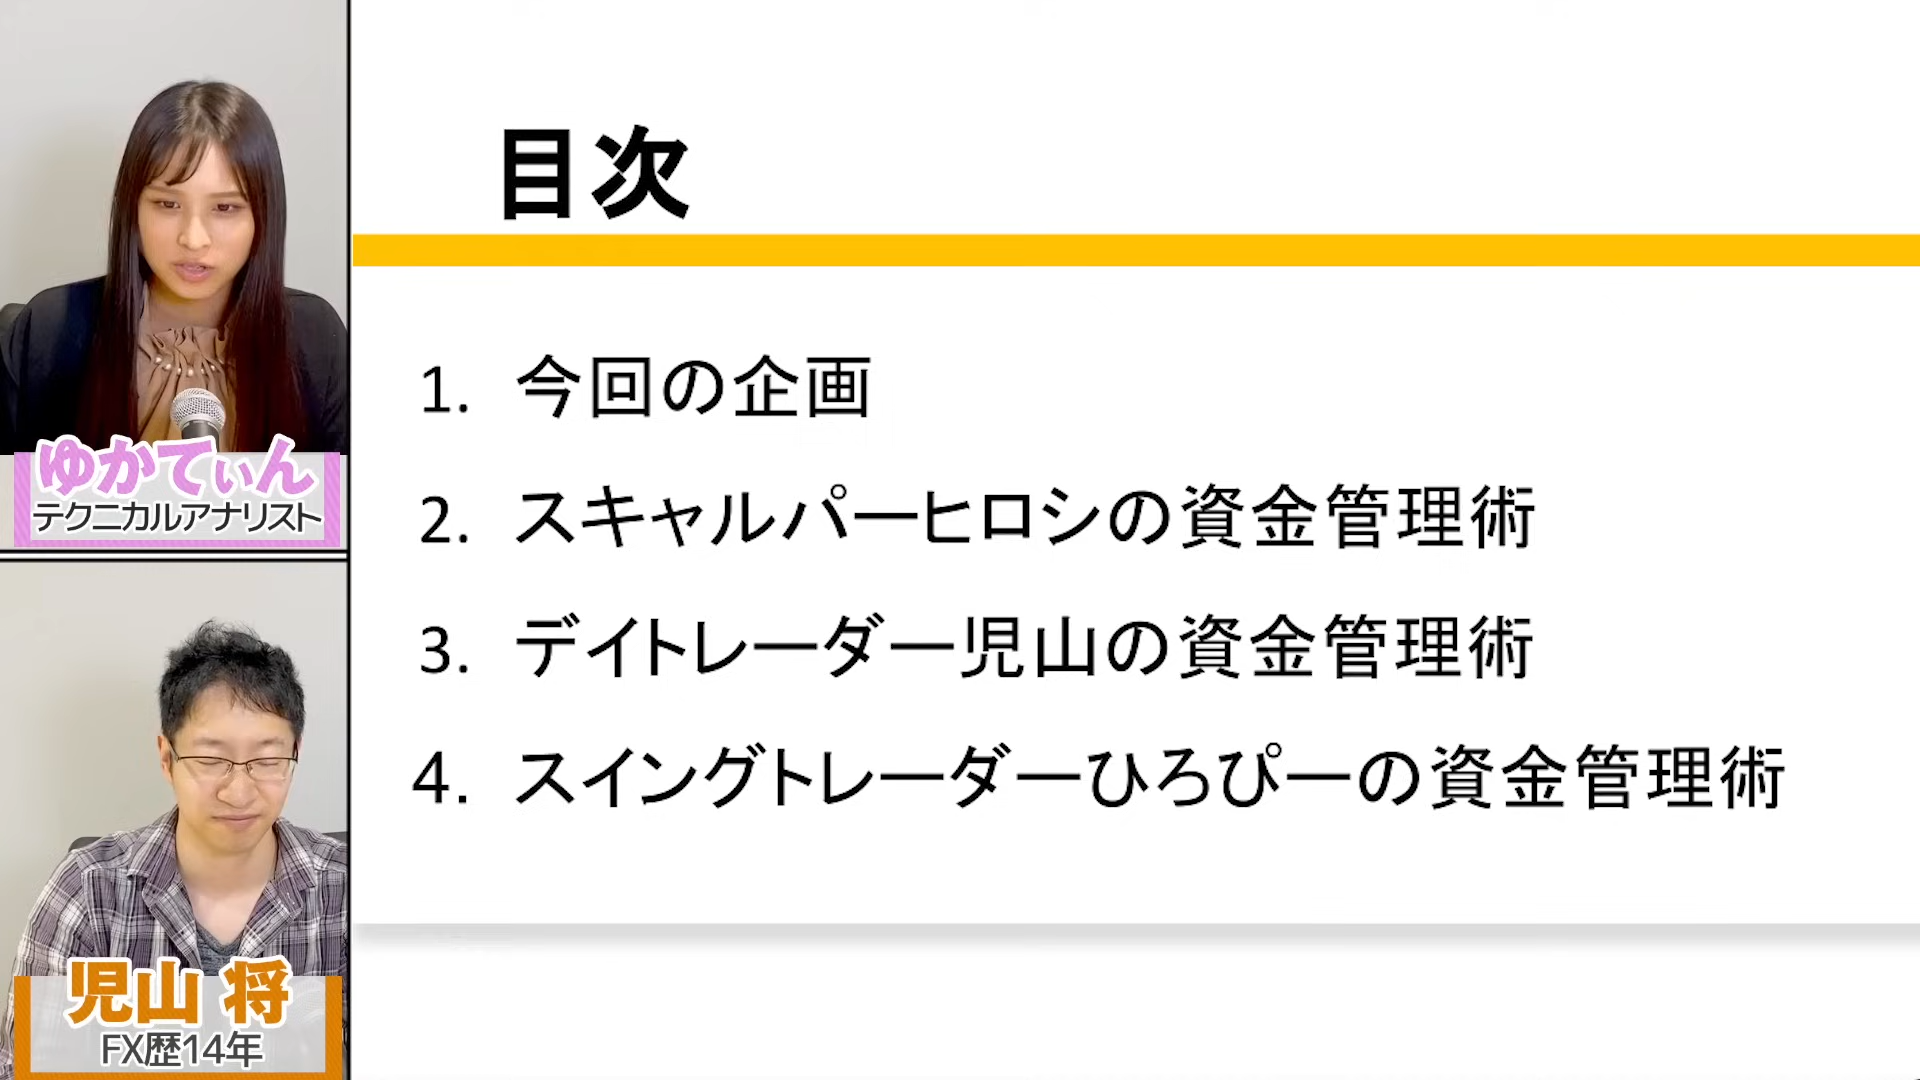 目次
1. 今回の企画
2. スキャルパーヒロシの資金管理術
3. デイトレーダー児山の資金管理術
4. スイングトレーダーひろぴーの資金管理術
ゆかてぃん
テクニカルアナリスト
児山 将
FX歴14年